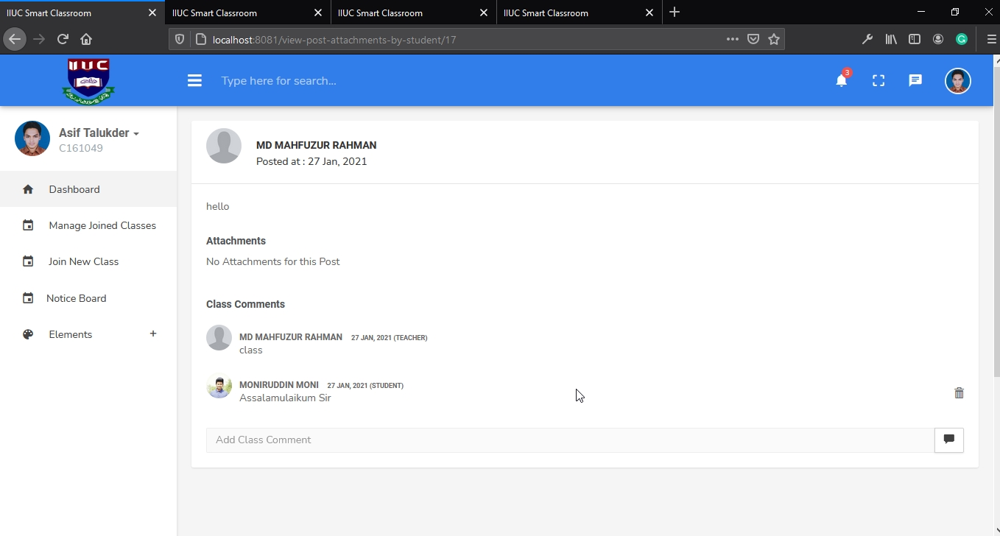 IIUC Smart Classroom
IIUC Smart Classroom
IIUC Smart Classroom
IIUC Smart Classroom
localhost:8081/view-post-attachments-by-student/17
IIUC
Type here for search...
3
Asif Talukder
C161049
Dashboard
Manage Joined Classes
Join New Class
Notice Board
Elements
MD MAHFUZUR RAHMAN
Posted at : 27 Jan, 2021
hello
Attachments
No Attachments for this Post
Class Comments
MD MAHFUZUR RAHMAN 27 JAN, 2021 (TEACHER)
class
MONIRUDDIN MONI 27 JAN, 2021 (STUDENT)
Assalamulaikum Sir
Add Class Comment